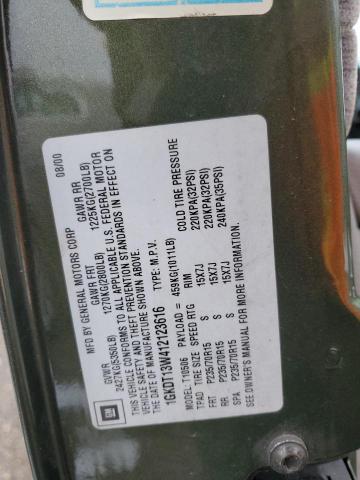 MFD BY GENERAL MOTORS CORP 08/00
GVWR GAWR FRT GAWR RR
2427KG(5350LB) 1270KG(2800LB) 1225KG(2700LB)
THIS VEHICLE CONFORMS TO ALL APPLICABLE U.S. FEDERAL MOTOR
VEHICLE SAFETY AND THEFT PREVENTION STANDARDS IN EFFECT ON
THE DATE OF MANUFACTURE SHOWN ABOVE.
1GKDT13W412123616 TYPE: M.P.V.
MODEL: T10506 PAYLOAD = 459KG(1011LB)
TPAD TIRE SIZE SPEED RTG RIM COLD TIRE PRESSURE
FRT P235/70R15 S 15X7J 220KPA(32PSI)
RR P235/70R15 S 15X7J 220KPA(32PSI)
SPA P235/70R15 S 15X7J 240KPA(35PSI)
SEE OWNER'S MANUAL FOR MORE INFORMATION.
GM